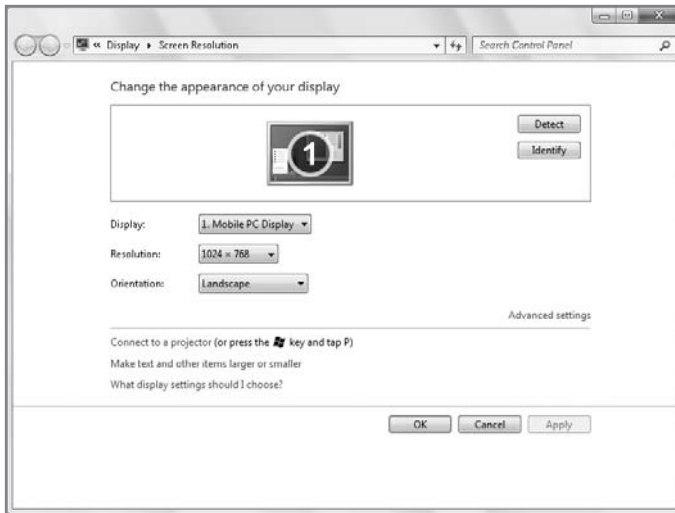 « Display ▸ Screen Resolution
Search Control Panel
Change the appearance of your display
1
Detect
Identify
Display: 1. Mobile PC Display
Resolution: 1024 × 768
Orientation: Landscape
Advanced settings
Connect to a projector (or press the key and tap P)
Make text and other items larger or smaller
What display settings should I choose?
OK Cancel Apply